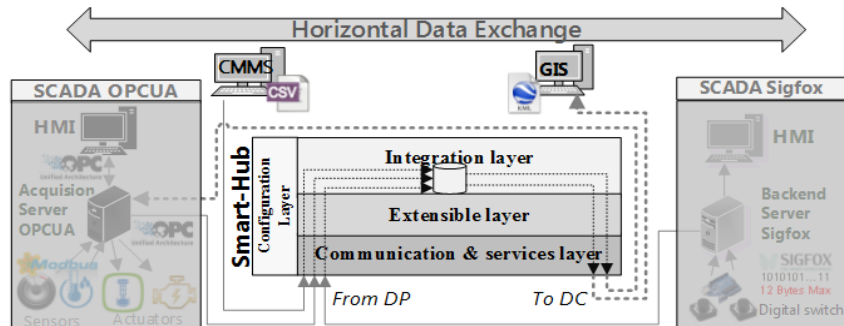 Horizontal Data Exchange
CMMS
CSV
GIS
KML
SCADA OPCUA
HMI
OPC
Unified Architecture
Acquision
Server
OPCUA
OPC
Unified Architecture
Modbus
Sensors
Actuators
Smart-Hub
Configuration
Layer
Integration layer
Extensible layer
Communication & services layer
From DP
To DC
SCADA Sigfox
HMI
Backend
Server
Sigfox
SIGFOX
1010101...11
12 Bytes Max
Digital switch